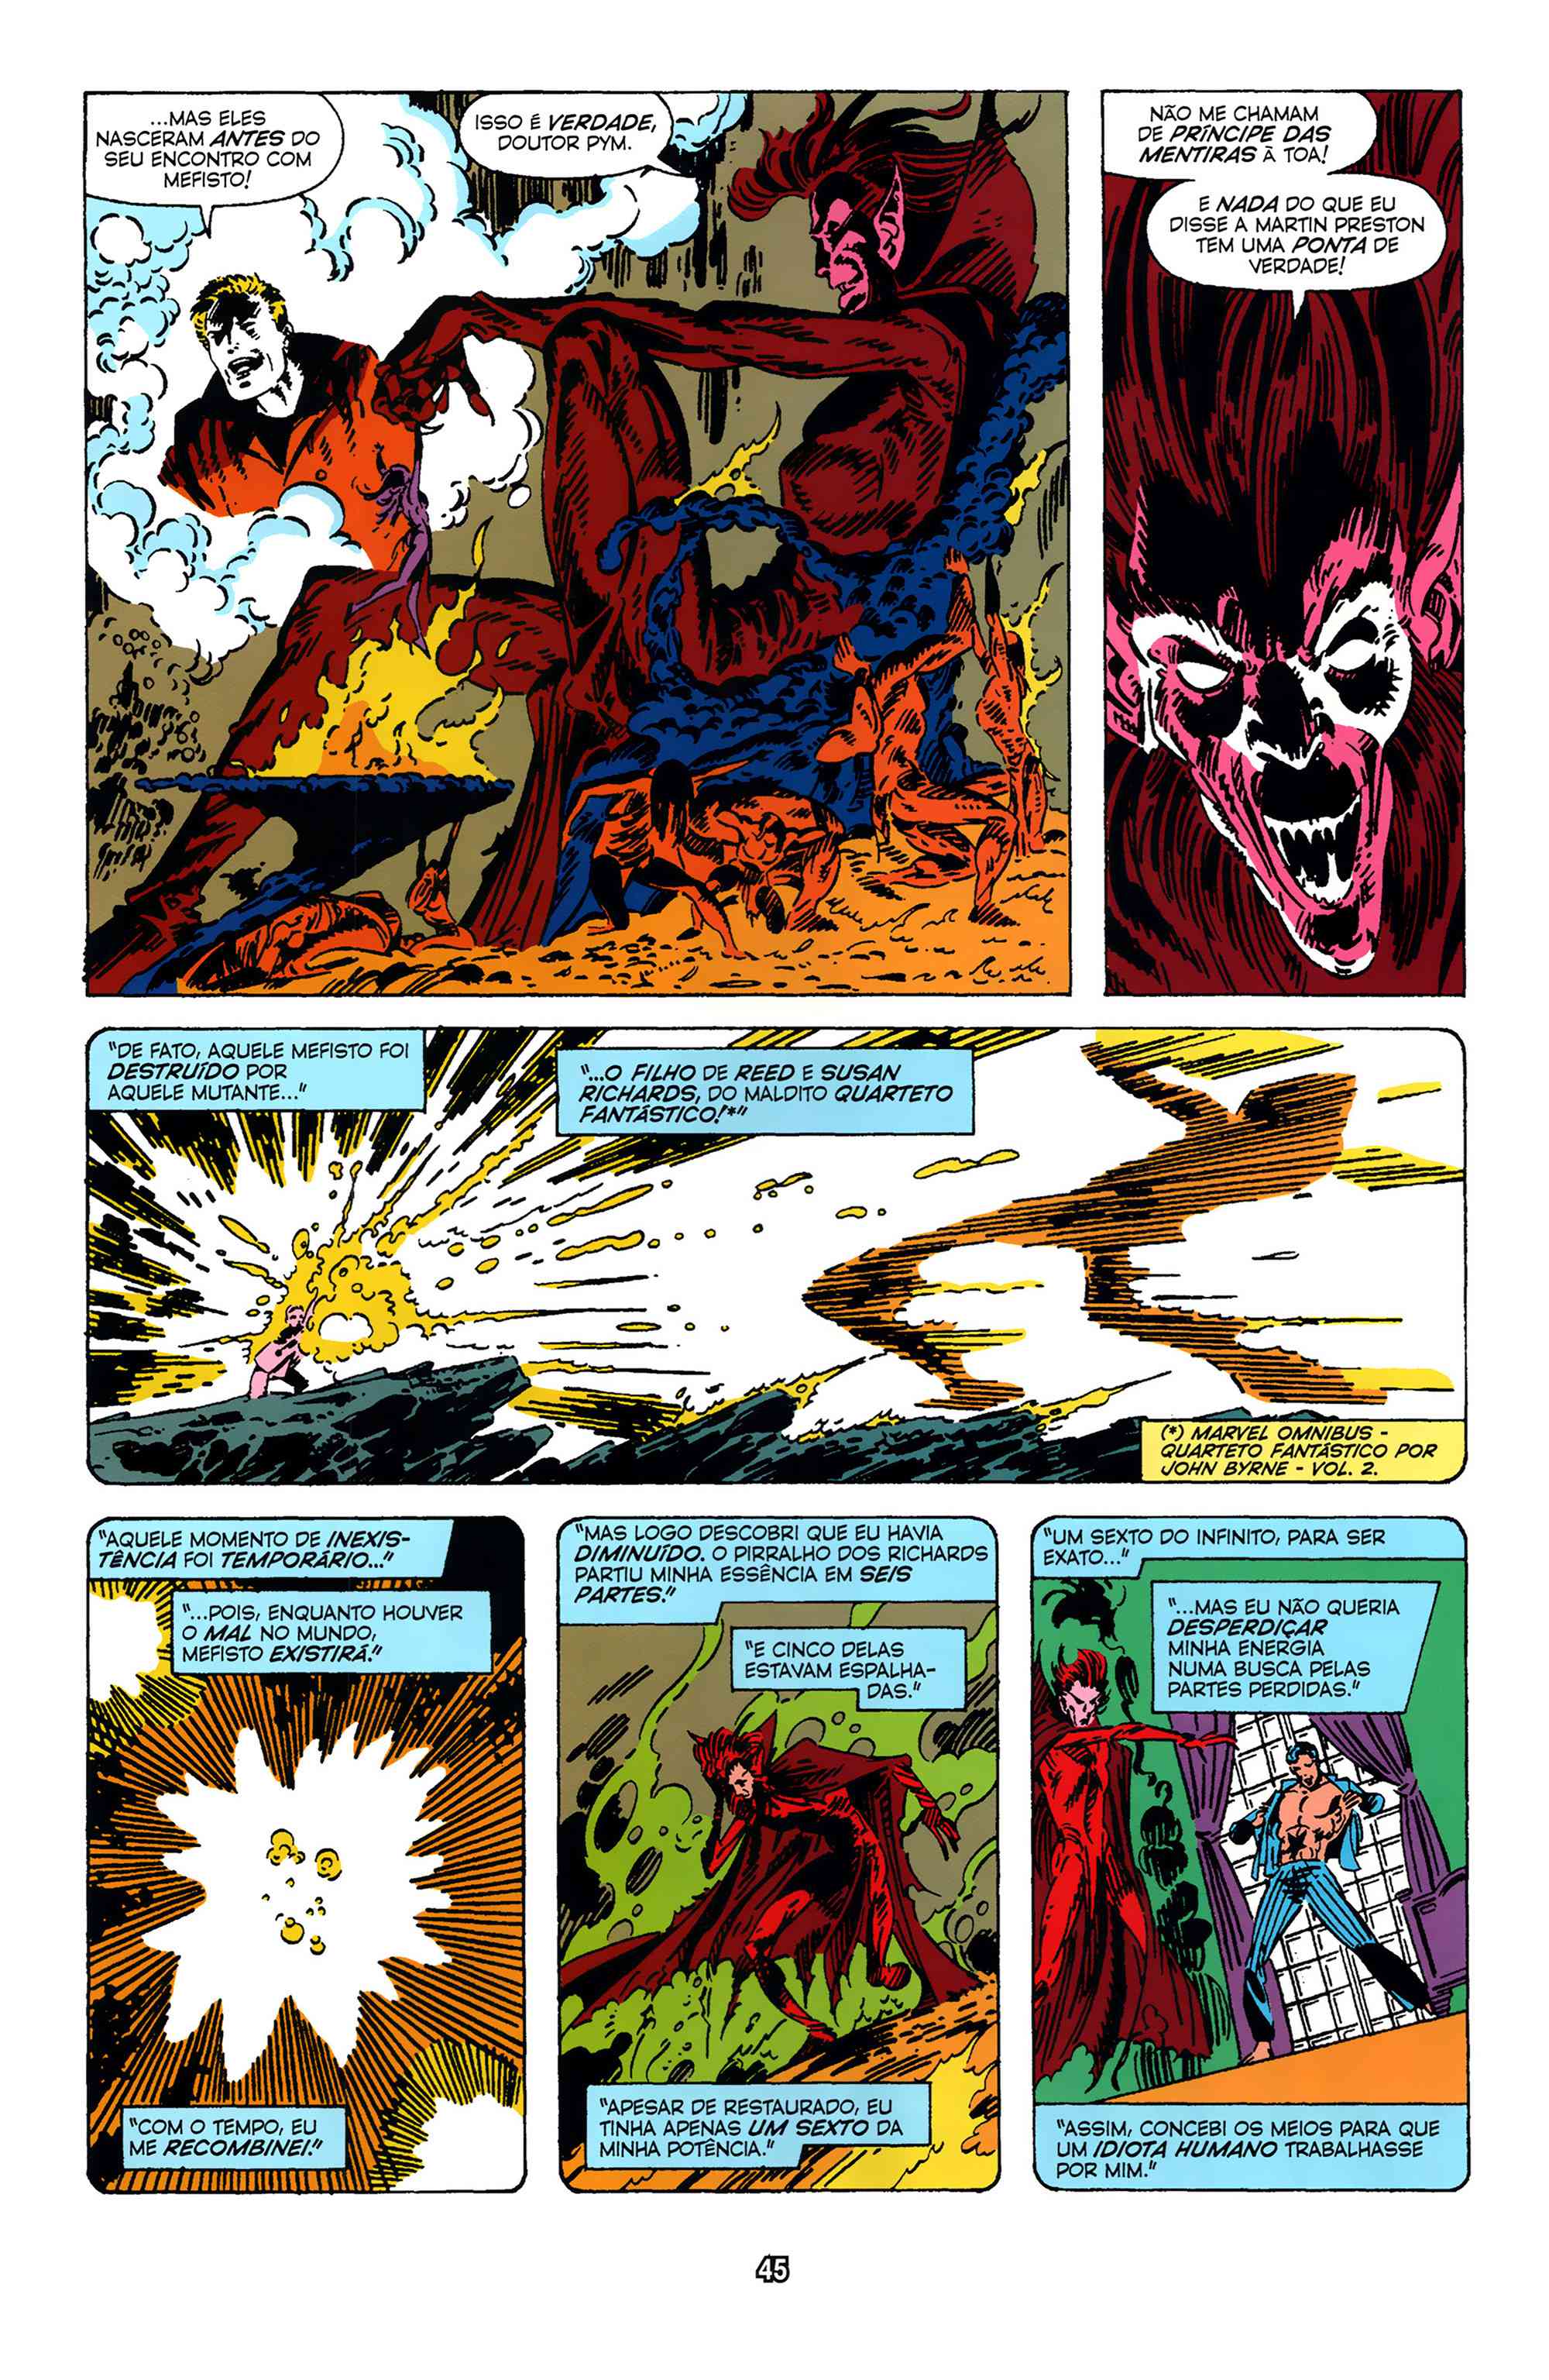 ...MAS ELES
NASCERAM ANTES DO
SEU ENCONTRO COM
MEFISTO!
ISSO É VERDADE,
DOUTOR PYM.
NÃO ME CHAMAM
DE PRÍNCIPE DAS
MENTIRAS À TOA!
E NADA DO QUE EU
DISSE A MARTIN PRESTON
TEM UMA PONTA DE
VERDADE!
"DE FATO, AQUELE MEFISTO FOI
DESTRUÍDO POR
AQUELE MUTANTE..."
"...O FILHO DE REED E SUSAN
RICHARDS, DO MALDITO QUARTETO
FANTÁSTICO!*"
(*) MARVEL OMNIBUS -
QUARTETO FANTÁSTICO POR
JOHN BYRNE - VOL. 2.
"AQUELE MOMENTO DE INEXIS-
TÊNCIA FOI TEMPORÁRIO..."
"...POIS, ENQUANTO HOUVER
O MAL NO MUNDO,
MEFISTO EXISTIRÁ."
"COM O TEMPO, EU
ME RECOMBINEI."
"MAS LOGO DESCOBRI QUE EU HAVIA
DIMINUÍDO. O PIRRALHO DOS RICHARDS
PARTIU MINHA ESSÊNCIA EM SEIS
PARTES."
"E CINCO DELAS
ESTAVAM ESPALHA-
DAS."
"APESAR DE RESTAURADO, EU
TINHA APENAS UM SEXTO DA
MINHA POTÊNCIA."
"UM SEXTO DO INFINITO, PARA SER
EXATO..."
"...MAS EU NÃO QUERIA
DESPERDIÇAR
MINHA ENERGIA
NUMA BUSCA PELAS
PARTES PERDIDAS."
"ASSIM, CONCEBI OS MEIOS PARA QUE
UM IDIOTA HUMANO TRABALHASSE
POR MIM."
45